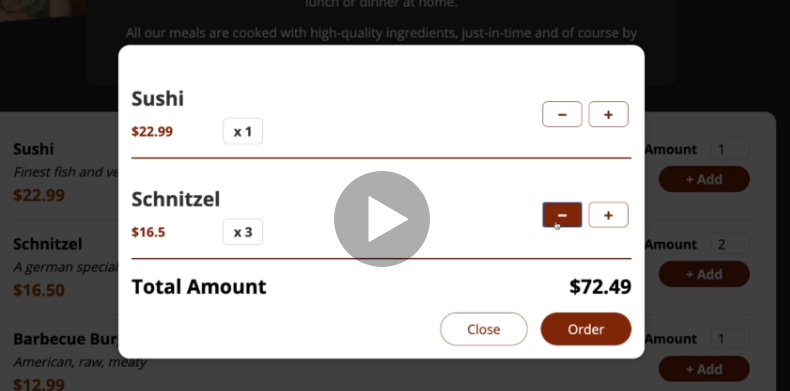 lunch or dinner at home.
All our meals are cooked with high-quality ingredients, just-in-time and of course by
Sushi
$22.99 x 1 − +
Schnitzel
$16.5 x 3 − +
Total Amount $72.49
Close Order
Sushi
Finest fish and ve
$22.99
Amount 1
+ Add
Schnitzel
A german special
$16.50
Amount 2
+ Add
Barbecue Bur
American, raw, meaty
$12.99
Amount 1
+ Add